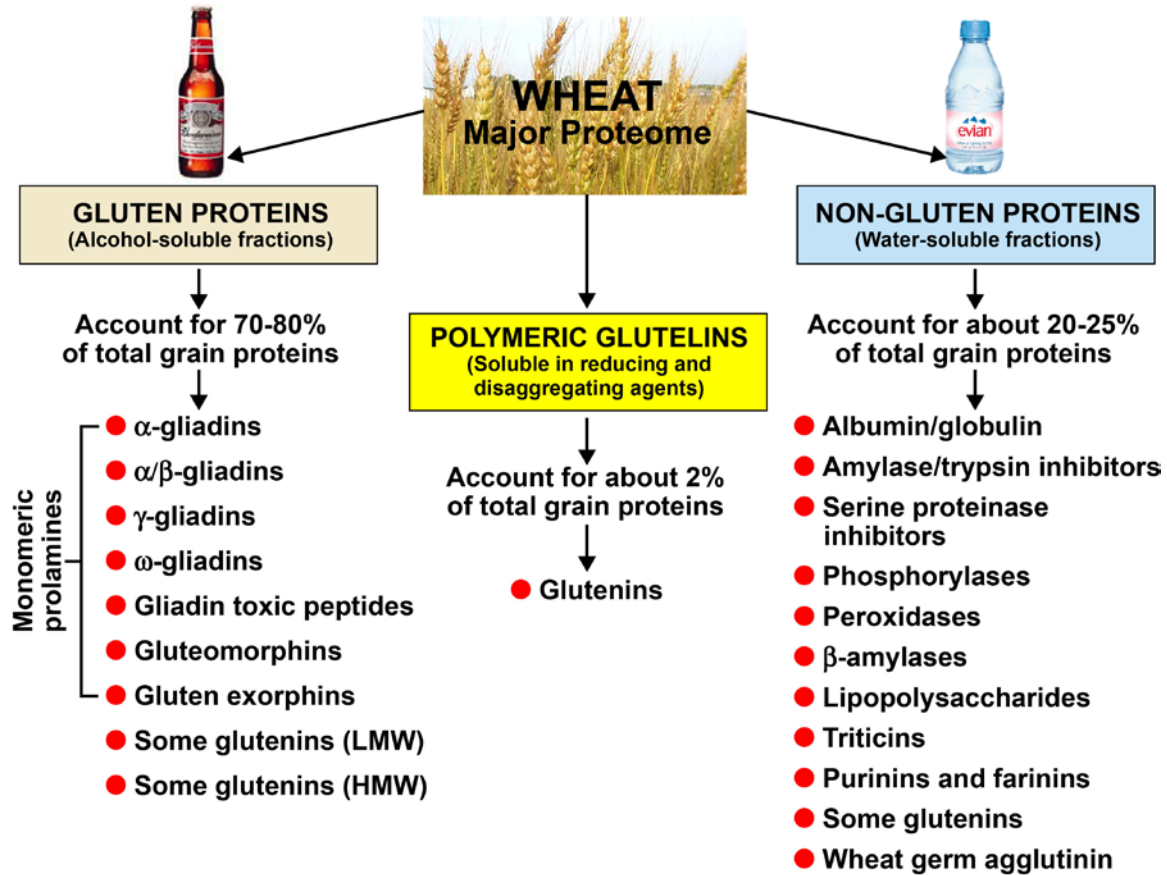 WHEAT
Major Proteome
Budweiser
evian
GLUTEN PROTEINS
(Alcohol-soluble fractions)
Account for 70-80%
of total grain proteins
Monomeric
prolamines
α-gliadins
α/β-gliadins
γ-gliadins
ω-gliadins
Gliadin toxic peptides
Gluteomorphins
Gluten exorphins
Some glutenins (LMW)
Some glutenins (HMW)
POLYMERIC GLUTELINS
(Soluble in reducing and
disaggregating agents)
Account for about 2%
of total grain proteins
Glutenins
NON-GLUTEN PROTEINS
(Water-soluble fractions)
Account for about 20-25%
of total grain proteins
Albumin/globulin
Amylase/trypsin inhibitors
Serine proteinase
inhibitors
Phosphorylases
Peroxidases
β-amylases
Lipopolysaccharides
Triticins
Purinins and farinins
Some glutenins
Wheat germ agglutinin